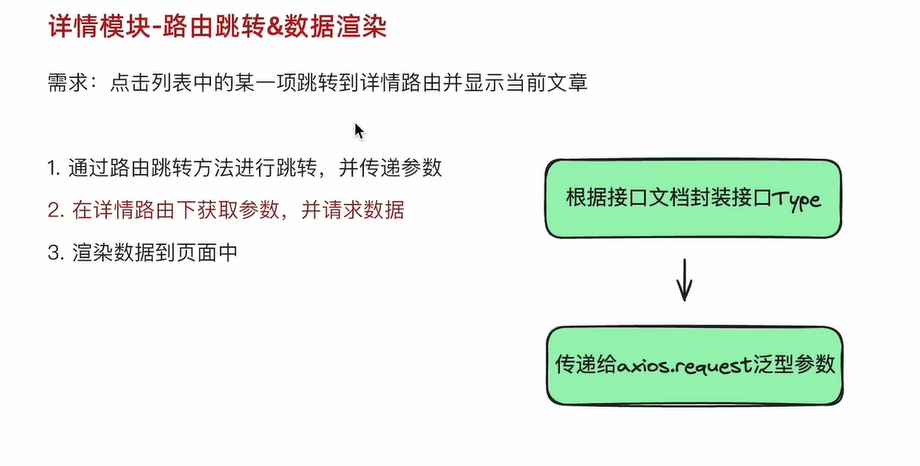 详情模块-路由跳转&数据渲染
需求：点击列表中的某一项跳转到详情路由并显示当前文章
1. 通过路由跳转方法进行跳转，并传递参数
2. 在详情路由下获取参数，并请求数据
3. 渲染数据到页面中
根据接口文档封装接口Type
传递给axios.request泛型参数